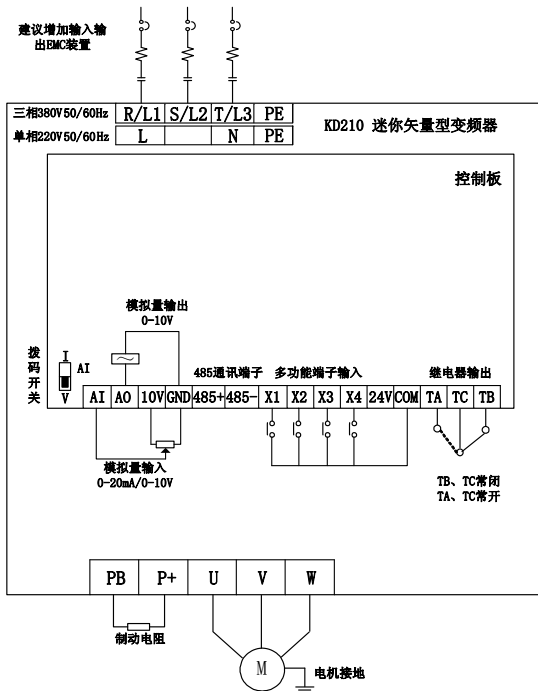 建议增加输入输
出EMC装置
三相380V50/60Hz R/L1 S/L2 T/L3 PE
单相220V50/60Hz L N PE
KD210 迷你矢量型变频器
控制板
模拟量输出
0-10V
拨码开关
I
AI
V
485通讯端子 多功能端子输入 继电器输出
AI AO 10V GND 485+ 485- X1 X2 X3 X4 24V COM TA TC TB
模拟量输入
0-20mA/0-10V
TB、TC常闭
TA、TC常开
PB P+ U V W
制动电阻
M
电机接地